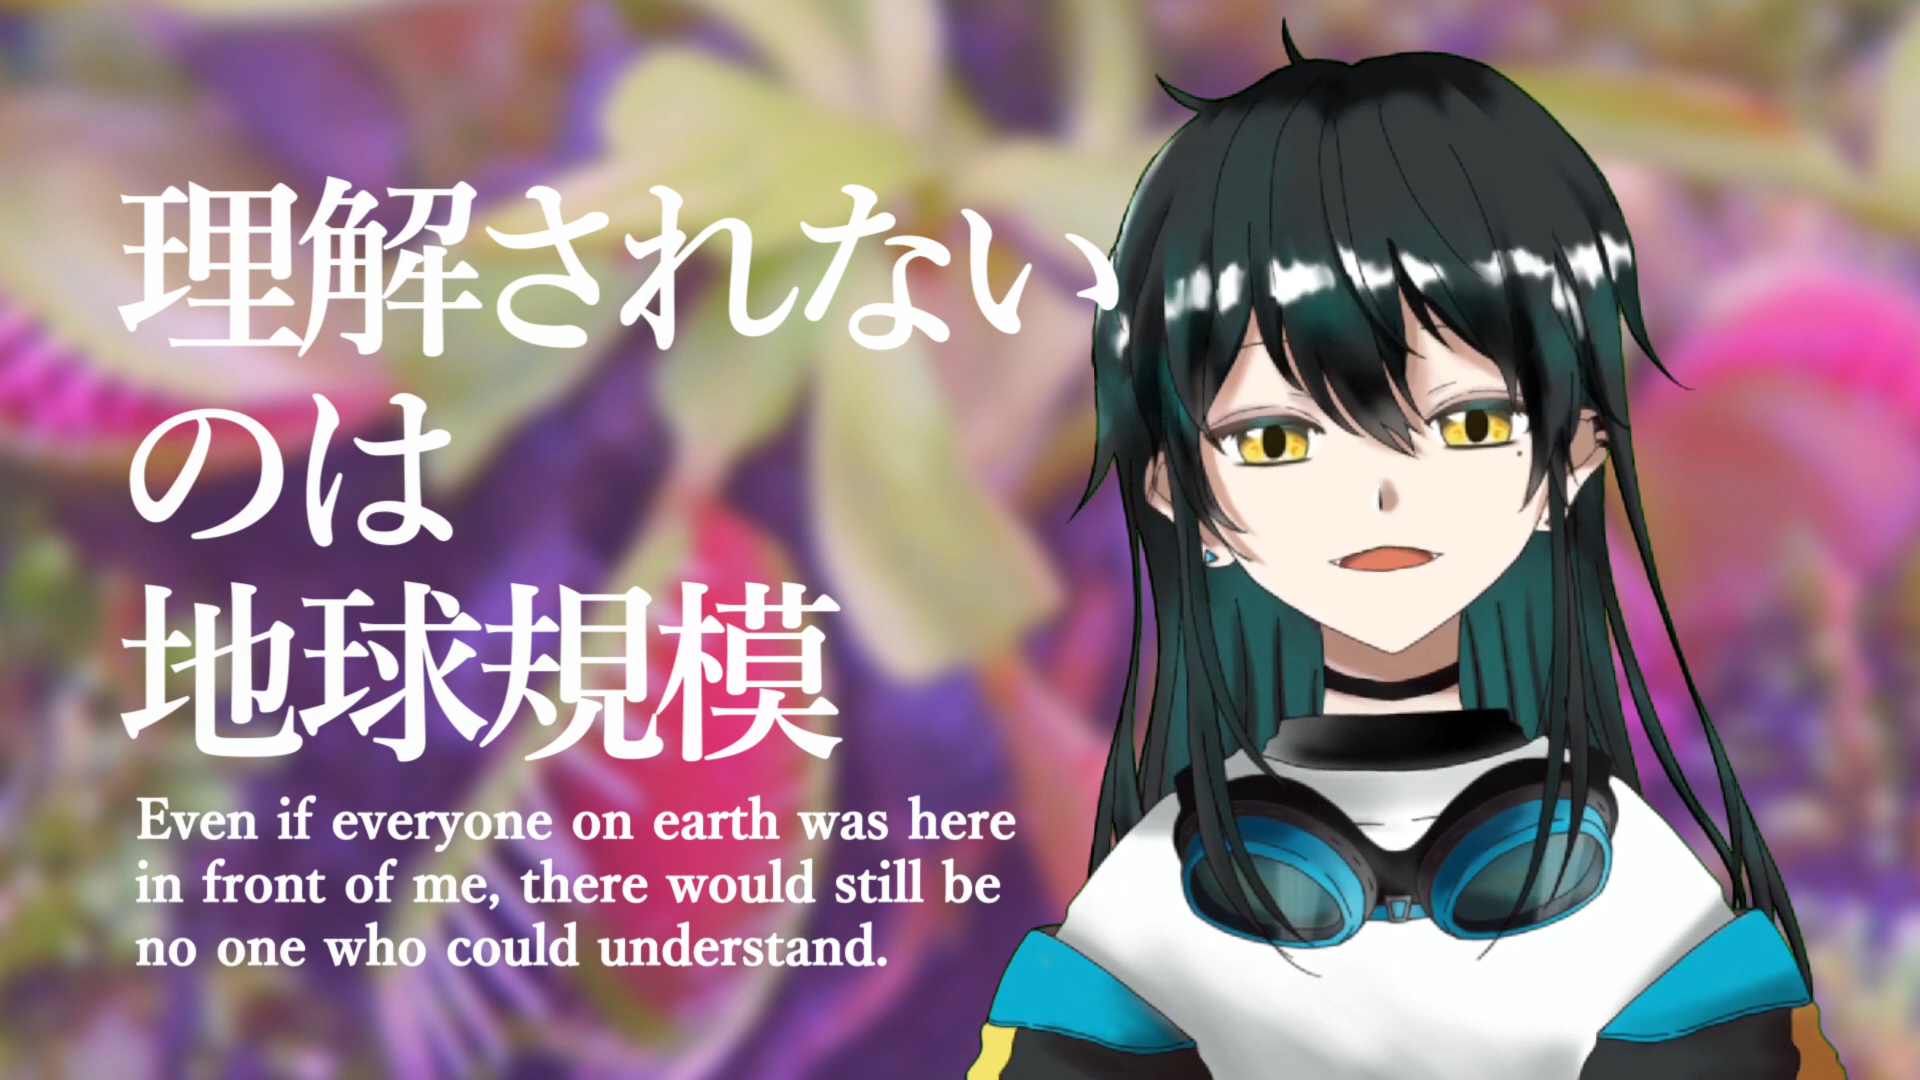 理解されない
のは
地球規模
Even if everyone on earth was here
in front of me, there would still be
no one who could understand.